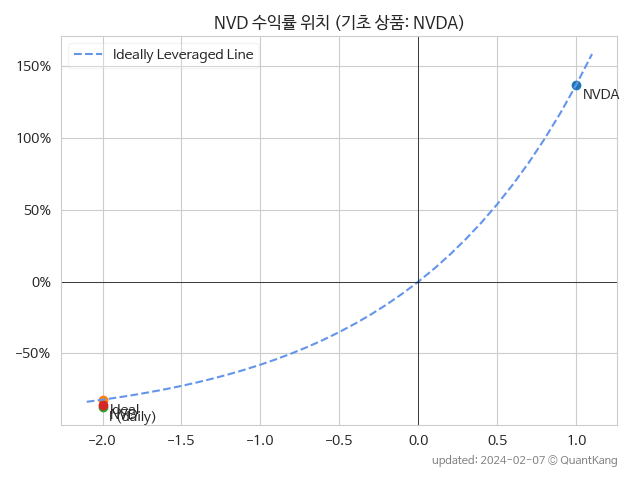 NVD 수익률 위치 (기초 상품: NVDA)
Ideally Leveraged Line
150%
100%
50%
0%
−50%
NVDA
Ideal
NVD
(daily)
−2.0 −1.5 −1.0 −0.5 0.0 0.5 1.0
updated: 2024-02-07 © QuantKang